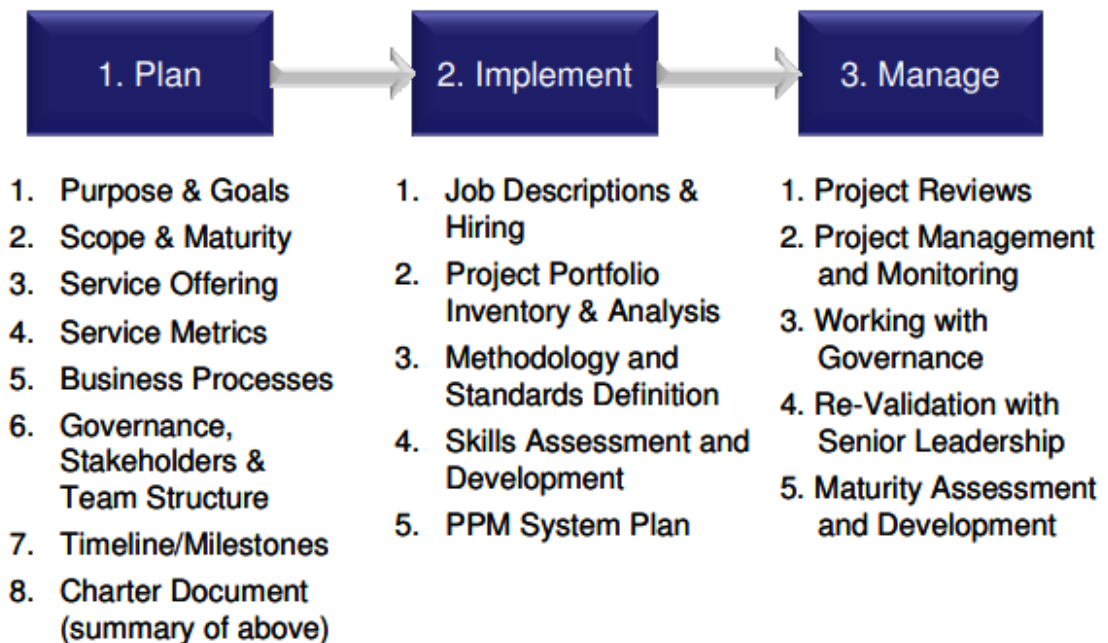 1. Plan
2. Implement
3. Manage
1. Purpose & Goals
2. Scope & Maturity
3. Service Offering
4. Service Metrics
5. Business Processes
6. Governance,
Stakeholders &
Team Structure
7. Timeline/Milestones
8. Charter Document
(summary of above)
1. Job Descriptions &
Hiring
2. Project Portfolio
Inventory & Analysis
3. Methodology and
Standards Definition
4. Skills Assessment and
Development
5. PPM System Plan
1. Project Reviews
2. Project Management
and Monitoring
3. Working with
Governance
4. Re-Validation with
Senior Leadership
5. Maturity Assessment
and Development